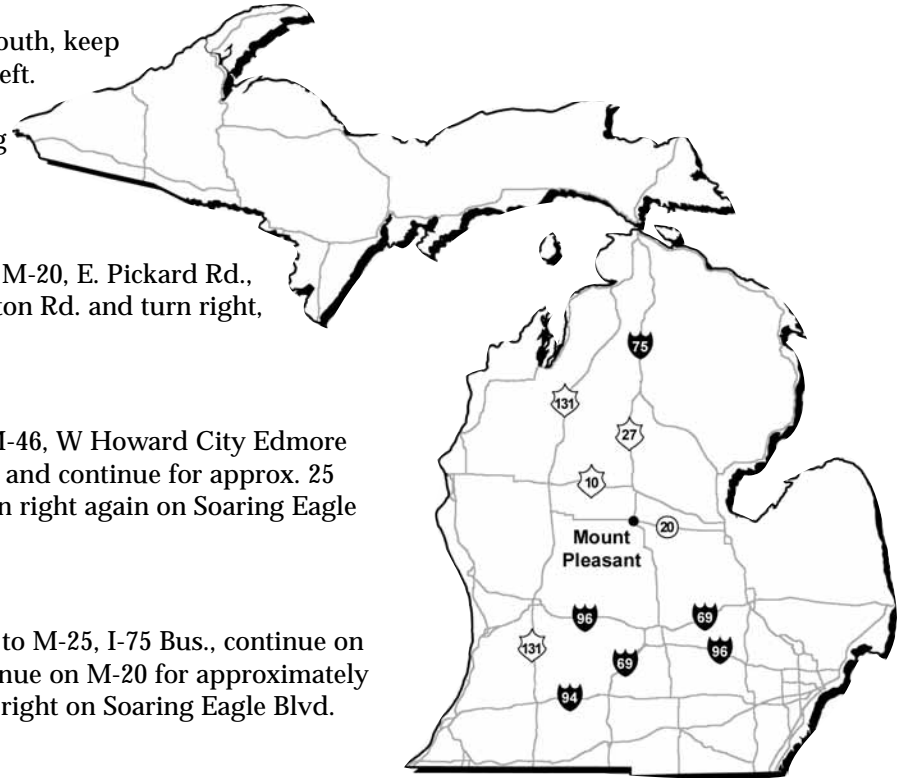 outh, keep
eft.
g
M-20, E. Pickard Rd.,
ton Rd. and turn right,
M-46, W Howard City Edmore
and continue for approx. 25
n right again on Soaring Eagle
to M-25, I-75 Bus., continue on
nue on M-20 for approximately
right on Soaring Eagle Blvd.
75
131
27
10
20
Mount
Pleasant
96
69
131
96
69
94